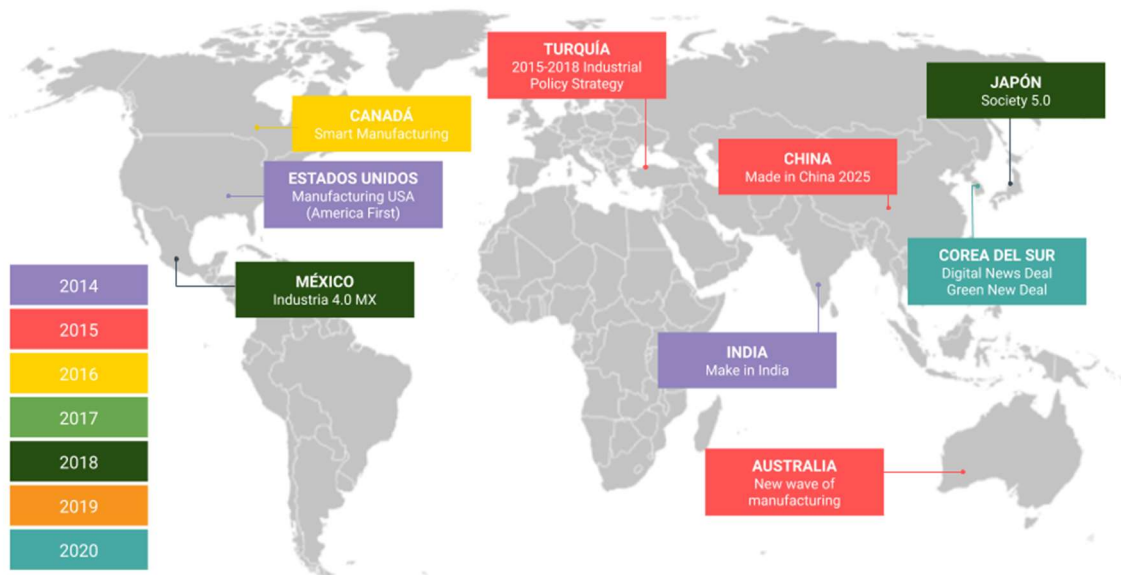 TURQUÍA
2015-2018 Industrial
Policy Strategy
JAPÓN
Society 5.0
CANADÁ
Smart Manufacturing
CHINA
Made in China 2025
ESTADOS UNIDOS
Manufacturing USA
(America First)
COREA DEL SUR
Digital News Deal
Green New Deal
MÉXICO
Industria 4.0 MX
INDIA
Make in India
AUSTRALIA
New wave of
manufacturing
2014
2015
2016
2017
2018
2019
2020